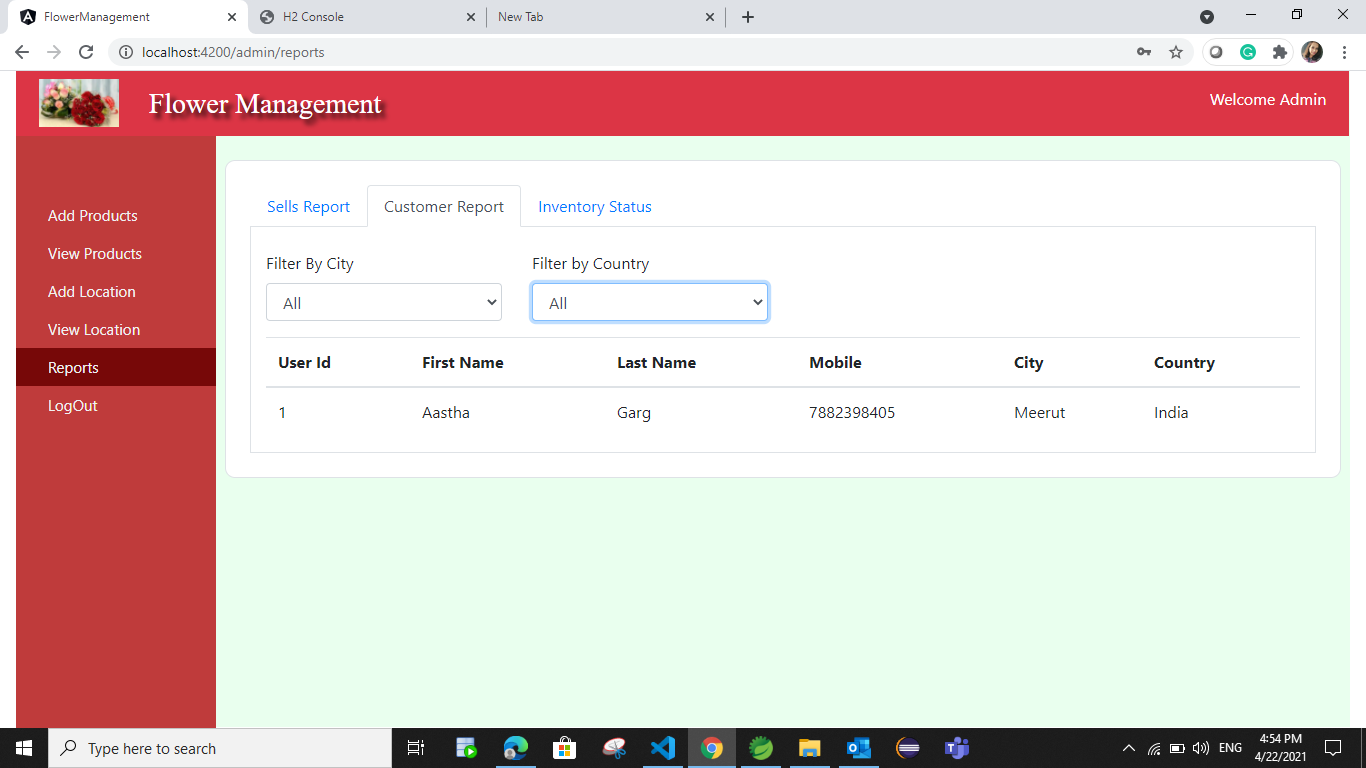 FlowerManagement
H2 Console
New Tab
localhost:4200/admin/reports
Flower Management
Welcome Admin
Add Products
View Products
Add Location
View Location
Reports
LogOut
Sells Report
Customer Report
Inventory Status
Filter By City
Filter by Country
All
All
User Id First Name Last Name Mobile City Country
1 Aastha Garg 7882398405 Meerut India
Type here to search
ENG
4:54 PM
4/22/2021